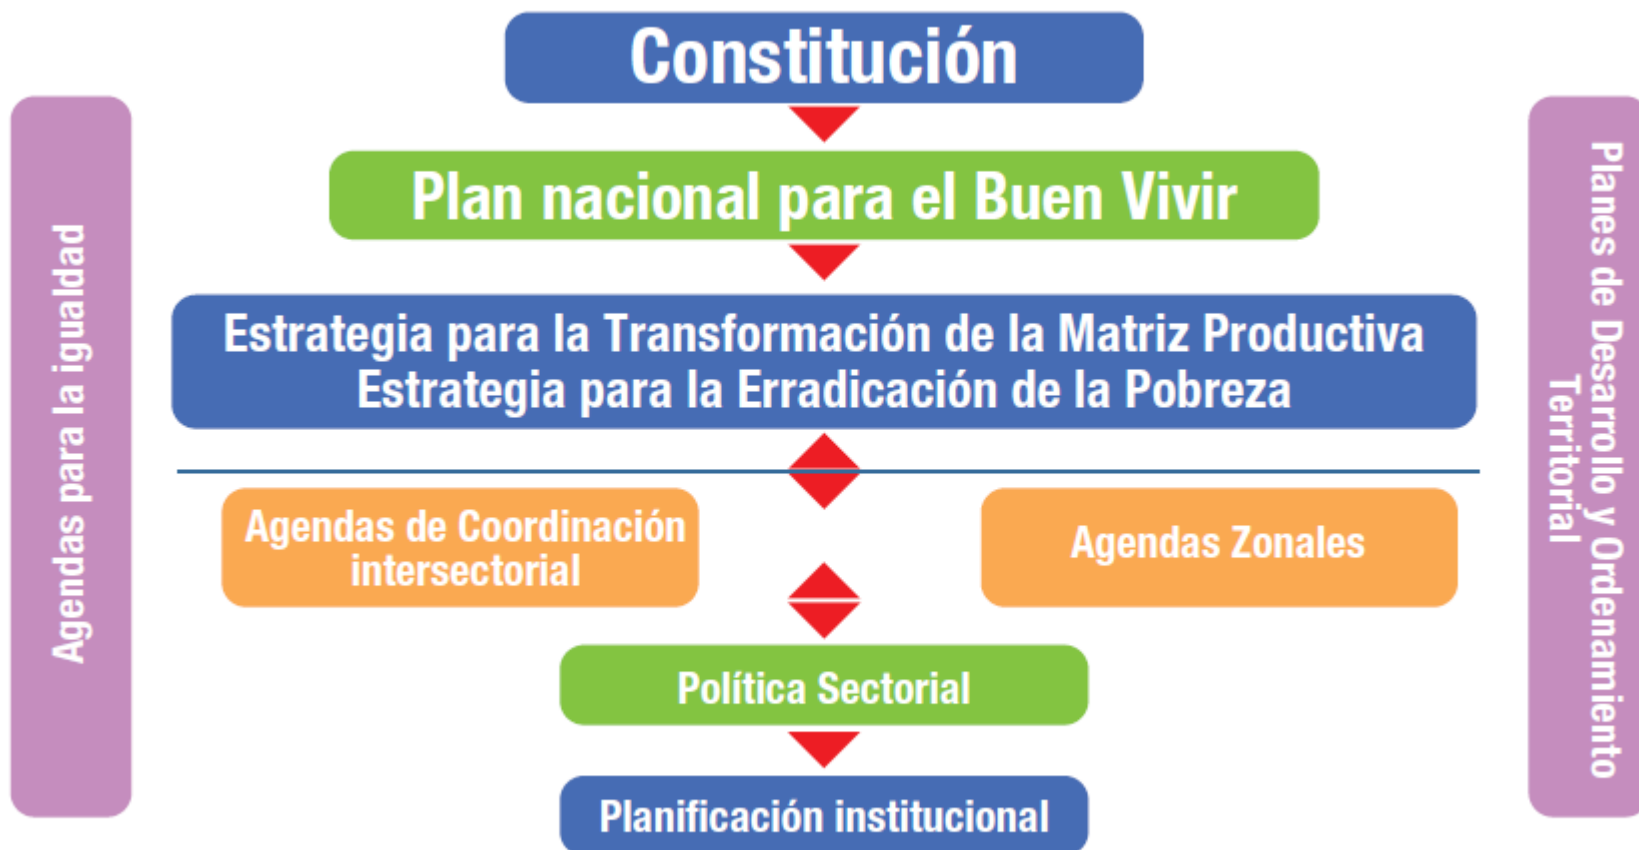 Constitución
Plan nacional para el Buen Vivir
Estrategia para la Transformación de la Matriz Productiva
Estrategia para la Erradicación de la Pobreza
Agendas de Coordinación
intersectorial
Agendas Zonales
Política Sectorial
Planificación institucional
Agendas para la igualdad
Planes de Desarrollo y Ordenamiento
Territorial